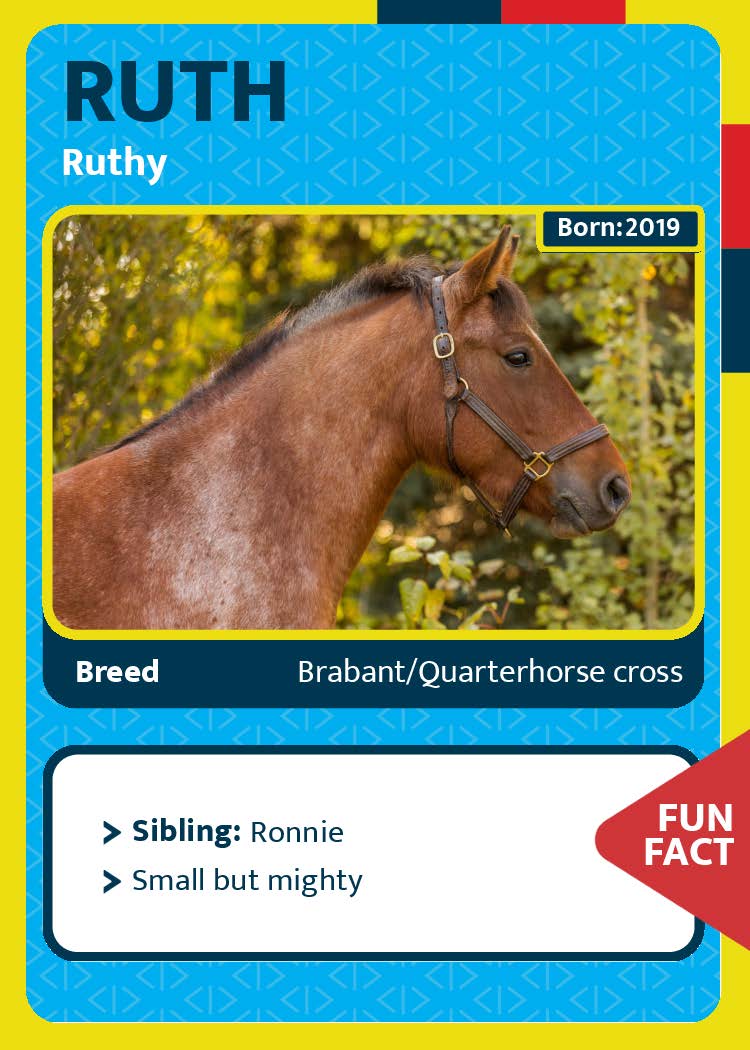 RUTH
Ruthy
Born:2019
Breed Brabant/Quarterhorse cross
> Sibling: Ronnie
> Small but mighty
FUN
FACT